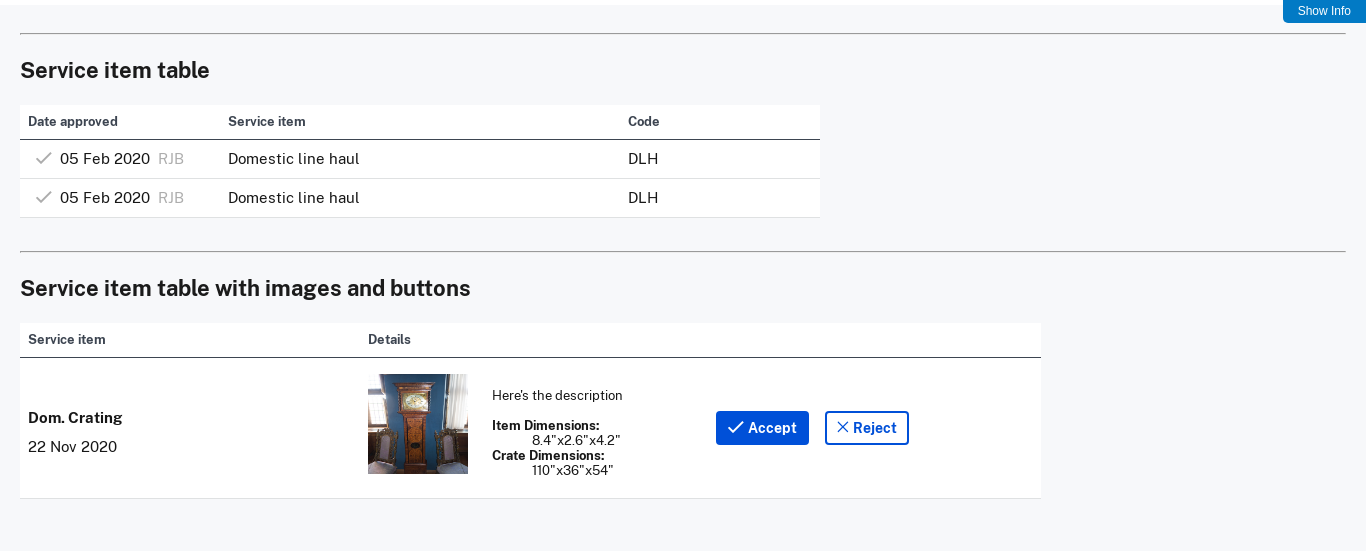 Show Info
Service item table
Date approved Service item Code
05 Feb 2020 RJB Domestic line haul DLH
05 Feb 2020 RJB Domestic line haul DLH
Service item table with images and buttons
Service item Details
Dom. Crating
22 Nov 2020
Here's the description
Item Dimensions:
8.4"x2.6"x4.2"
Crate Dimensions:
110"x36"x54"
Accept Reject